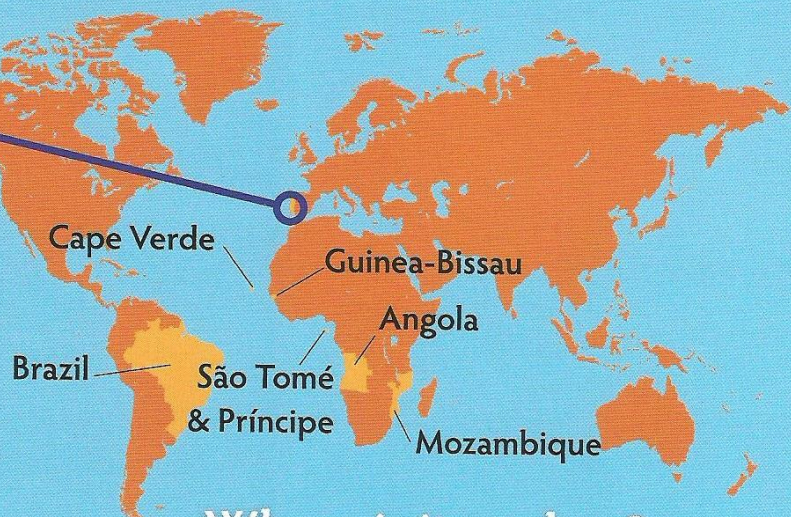 Cape Verde
Guinea-Bissau
Angola
Brazil
São Tomé
& Príncipe
Mozambique